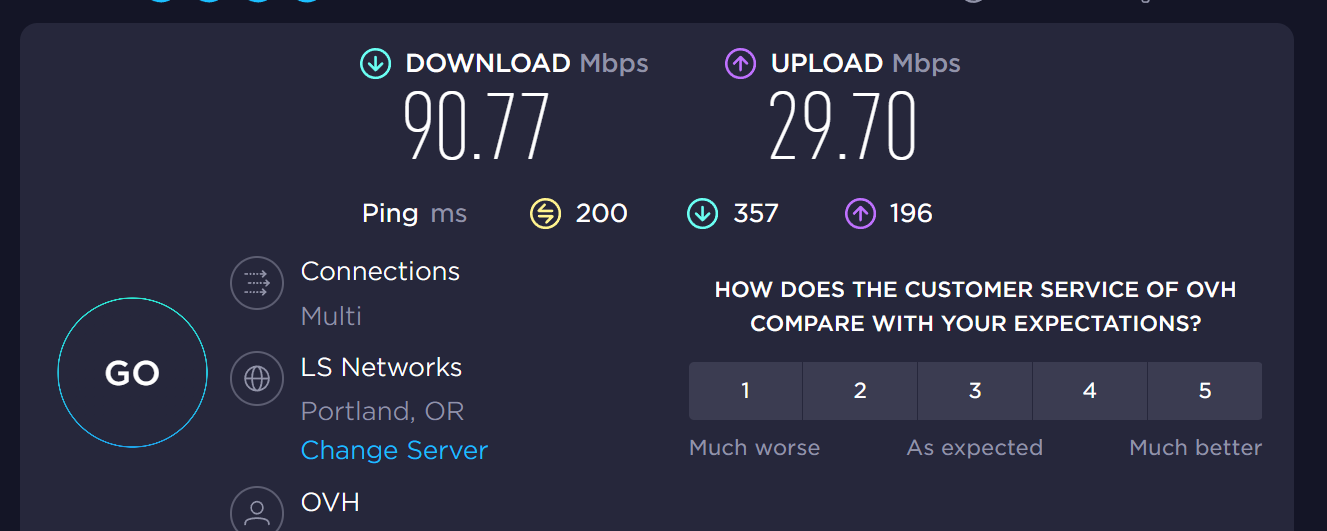 DOWNLOAD Mbps
90.77
UPLOAD Mbps
29.70
Ping ms 200 357 196
Connections
Multi
LS Networks
Portland, OR
Change Server
OVH
GO
HOW DOES THE CUSTOMER SERVICE OF OVH
COMPARE WITH YOUR EXPECTATIONS?
1 2 3 4 5
Much worse As expected Much better